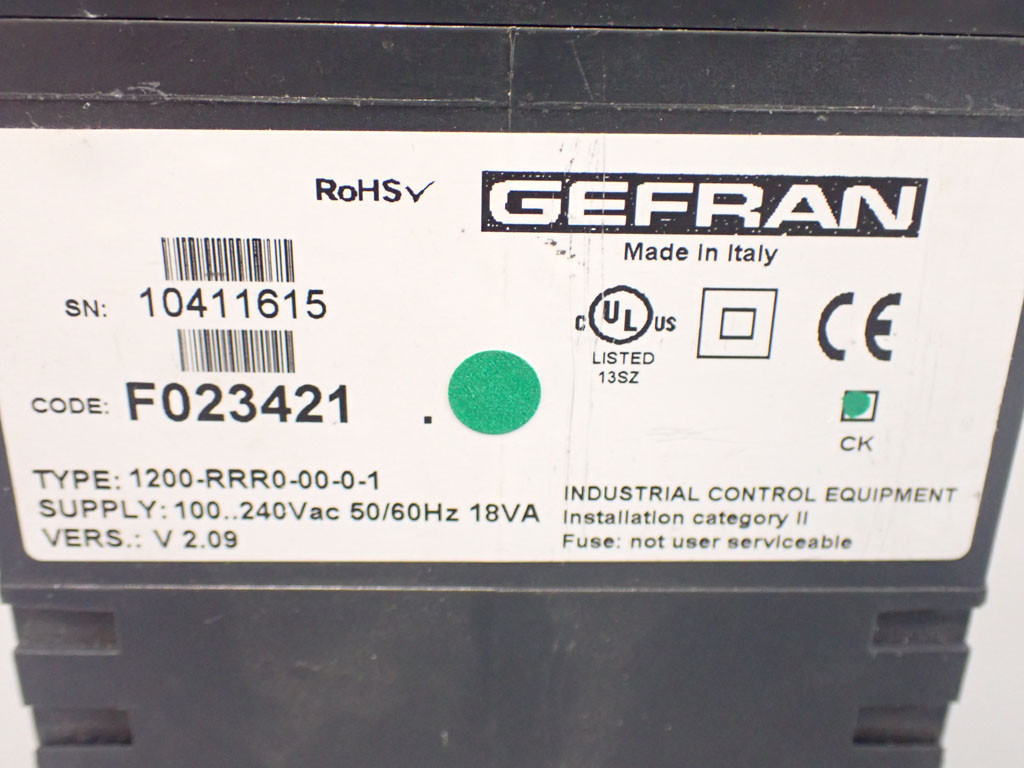 RoHS✓
GEFRAN
Made in Italy
SN: 10411615
C UL US
LISTED
13SZ
CE
CODE: F023421 .
CK
TYPE: 1200-RRR0-00-0-1
SUPPLY: 100..240Vac 50/60Hz 18VA
VERS.: V 2.09
INDUSTRIAL CONTROL EQUIPMENT
Installation category II
Fuse: not user serviceable